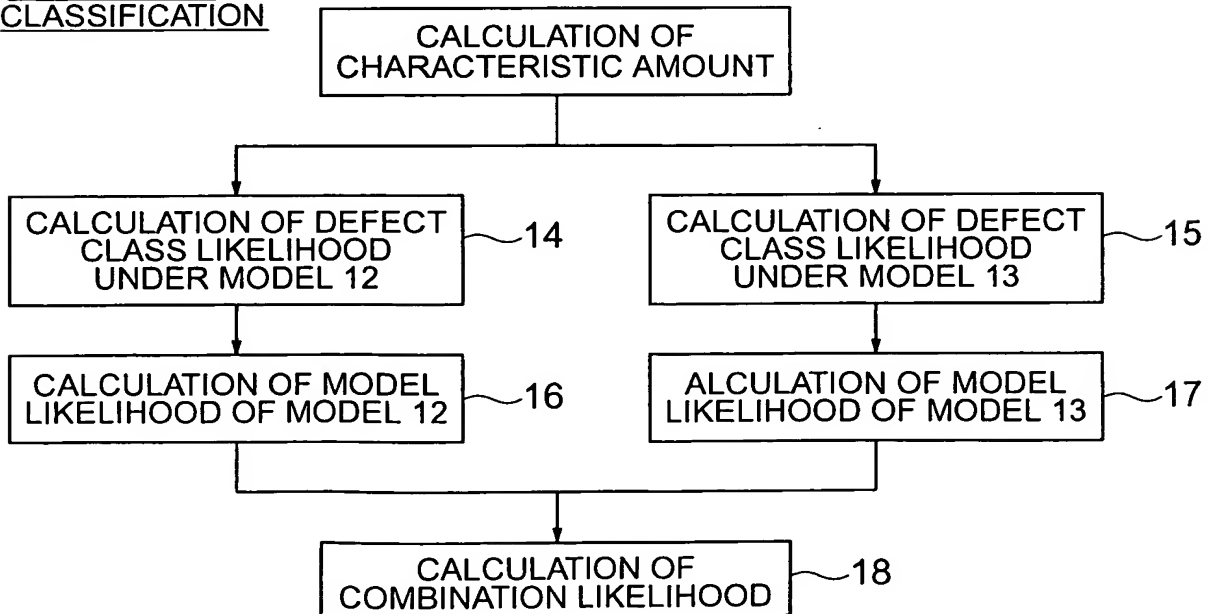 CLASSIFICATION
CALCULATION OF
CHARACTERISTIC AMOUNT
CALCULATION OF DEFECT
CLASS LIKELIHOOD
UNDER MODEL 12
14
CALCULATION OF DEFECT
CLASS LIKELIHOOD
UNDER MODEL 13
15
CALCULATION OF MODEL
LIKELIHOOD OF MODEL 12
16
ALCULATION OF MODEL
LIKELIHOOD OF MODEL 13
17
CALCULATION OF
COMBINATION LIKELIHOOD
18